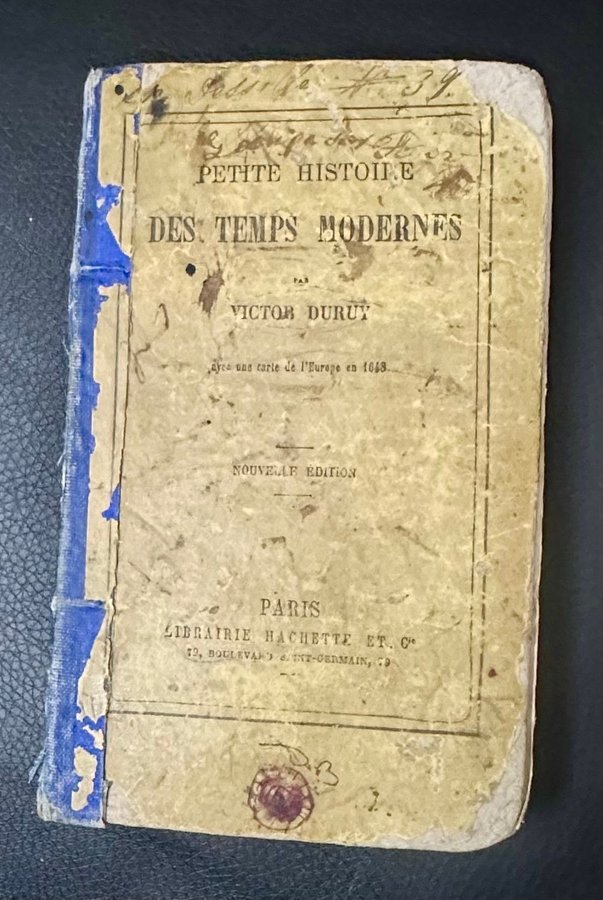 39.
PETITE HISTOIRE
DES TEMPS MODERNES
PAR
VICTOR DURUY
avec une carte de l'Europe en 1648
NOUVELLE ÉDITION
PARIS
LIBRAIRIE HACHETTE ET Cie
79, BOULEVARD SAINT-GERMAIN, 79